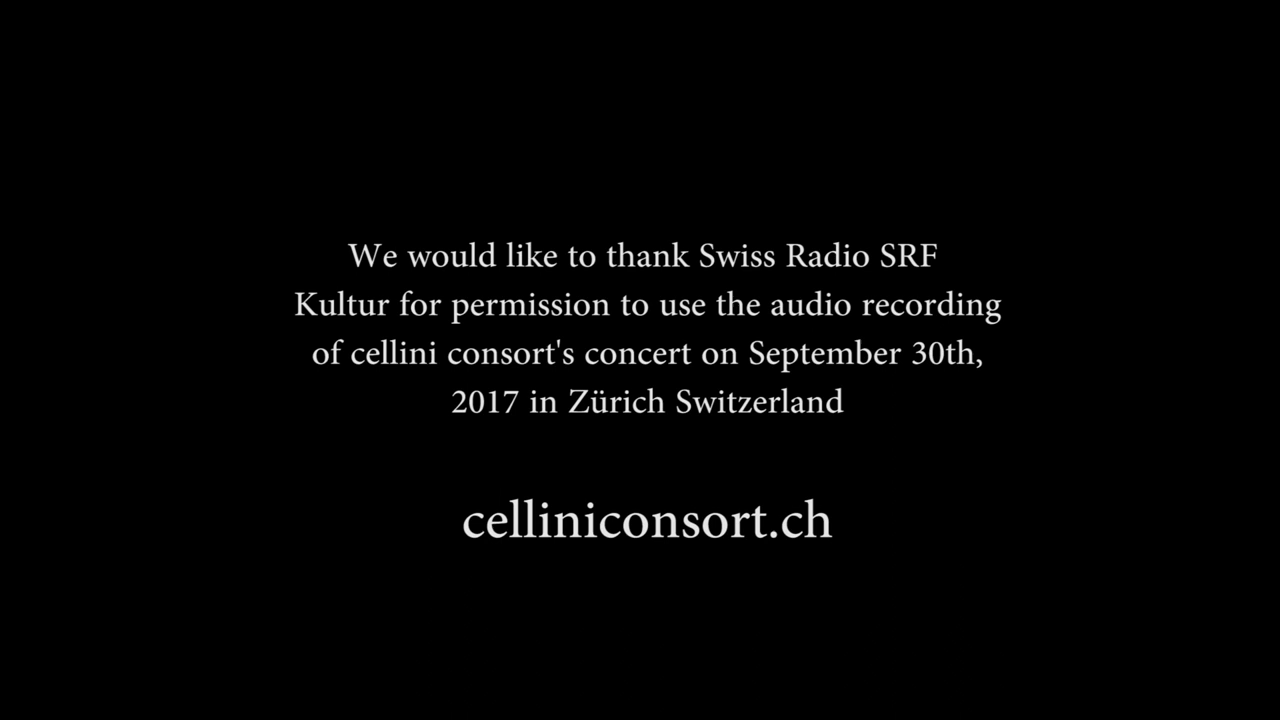 We would like to thank Swiss Radio SRF
Kultur for permission to use the audio recording
of cellini consort's concert on September 30th,
2017 in Zürich Switzerland
celliniconsort.ch